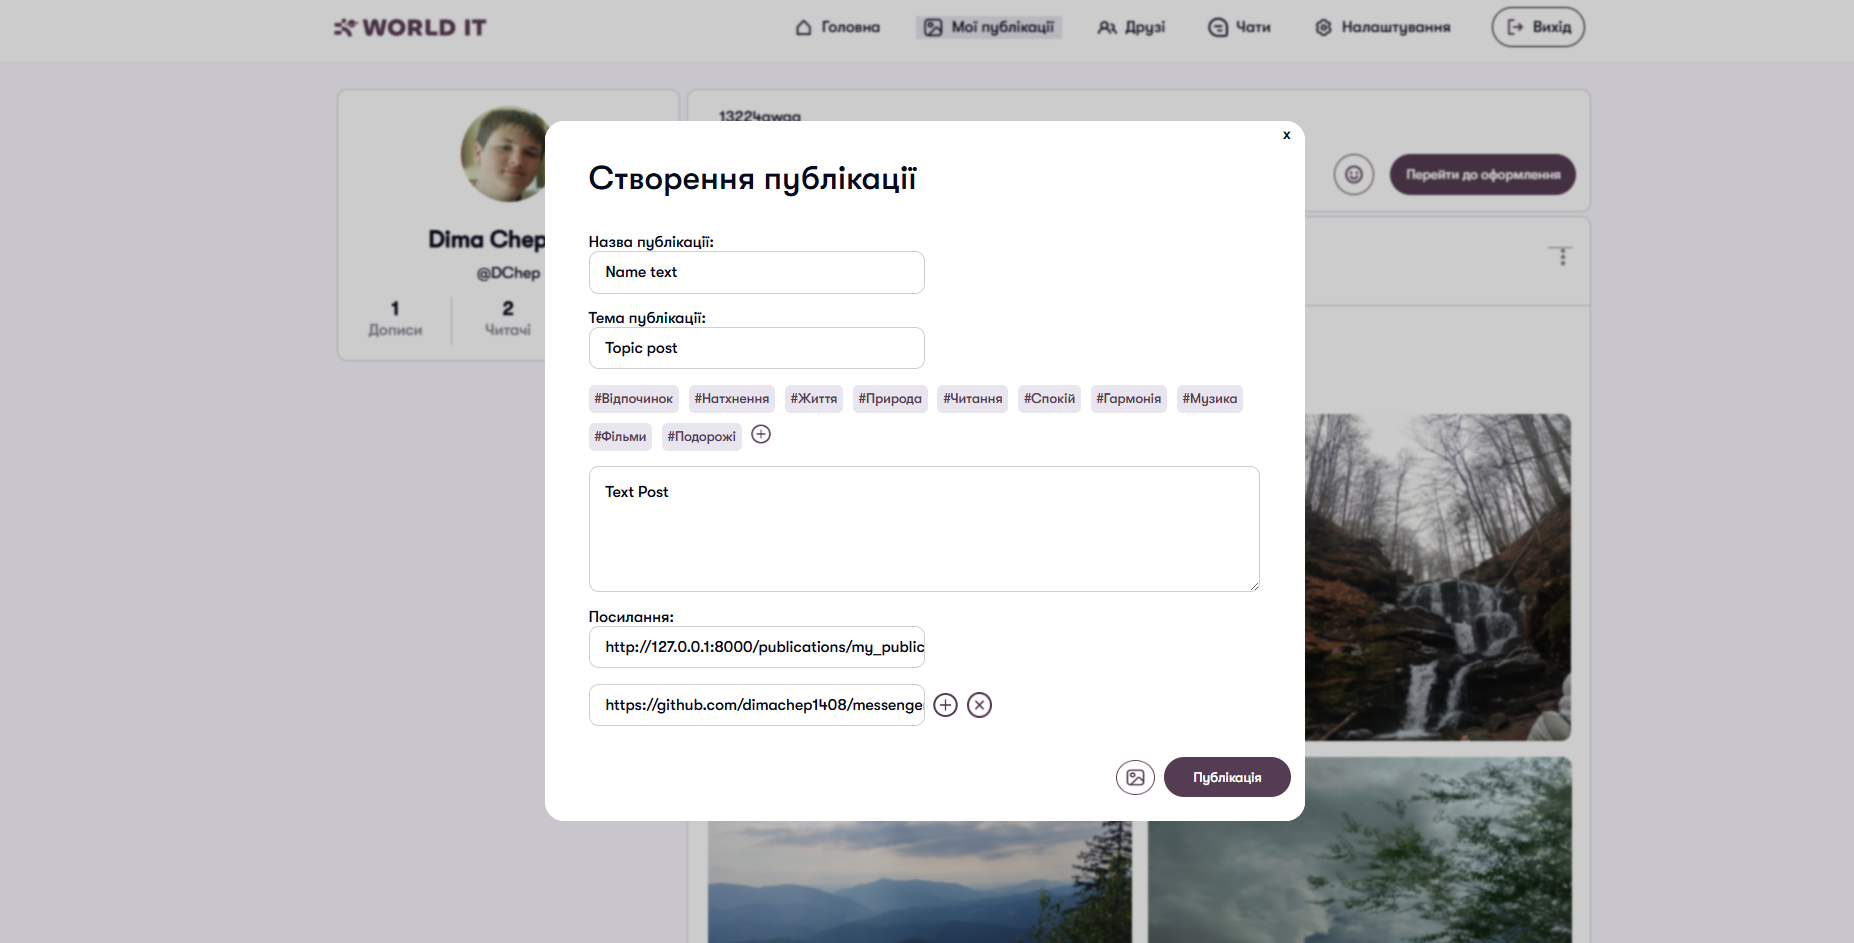 WORLD IT
Головна
Мої публікації
Друзі
Чати
Налаштування
Вихід
13224awaa
Перейти до оформлення
Dima Chep
@DChep
1
Дописи
2
Читачі
x
Створення публікації
Назва публікації:
Name text
Тема публікації:
Topic post
#Відпочинок #Натхнення #Життя #Природа #Читання #Спокій #Гармонія #Музика
#Фільми #Подорожі
Text Post
Посилання:
http://127.0.0.1:8000/publications/my_public
https://github.com/dimachep1408/messenge
Публікація